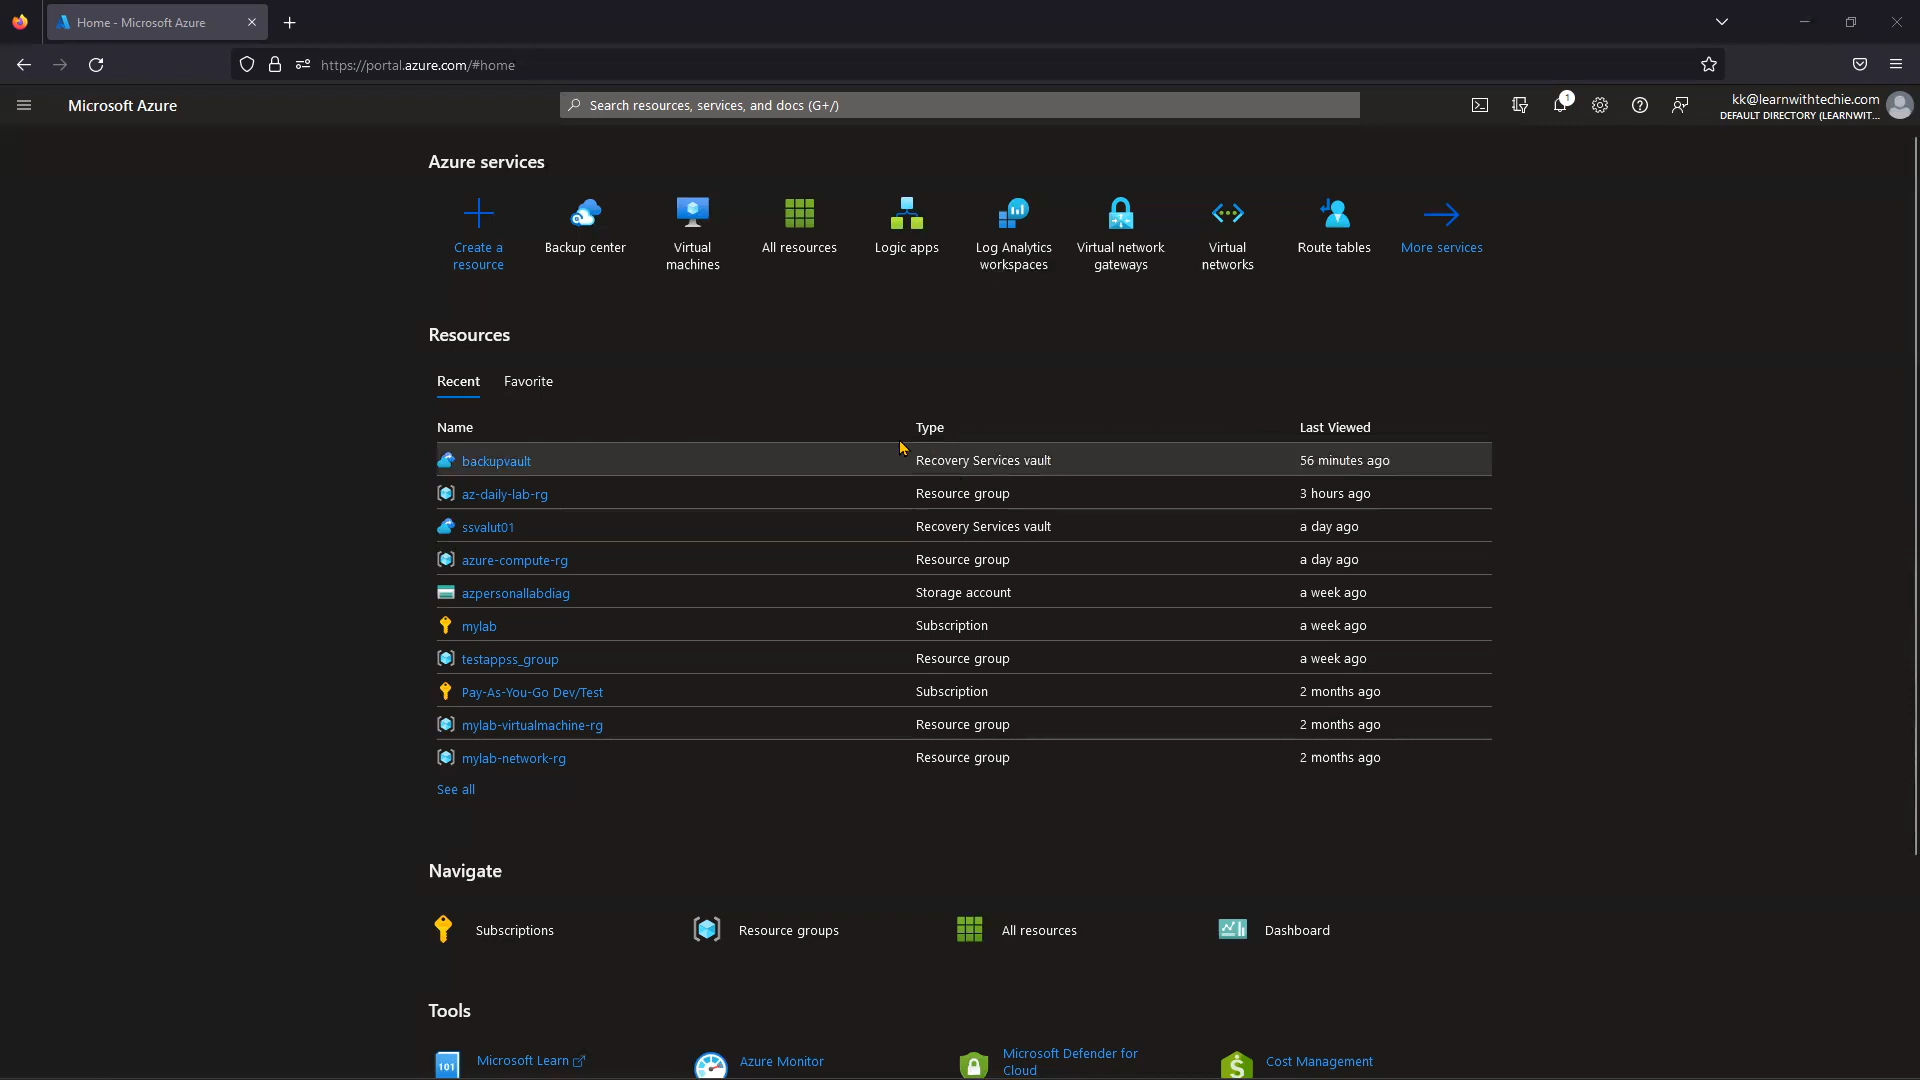 Home - Microsoft Azure
https://portal.azure.com/#home
Microsoft Azure
Search resources, services, and docs (G+/)
1
kk@learnwithtechie.com
DEFAULT DIRECTORY (LEARNWIT...
Azure services
Create a resource
Backup center
Virtual machines
All resources
Logic apps
Log Analytics workspaces
Virtual network gateways
Virtual networks
Route tables
More services
Resources
Recent Favorite
Name Type Last Viewed
backupvault Recovery Services vault 56 minutes ago
az-daily-lab-rg Resource group 3 hours ago
ssvalut01 Recovery Services vault a day ago
azure-compute-rg Resource group a day ago
azpersonallabdiag Storage account a week ago
mylab Subscription a week ago
testappss_group Resource group a week ago
Pay-As-You-Go Dev/Test Subscription 2 months ago
mylab-virtualmachine-rg Resource group 2 months ago
mylab-network-rg Resource group 2 months ago
See all
Navigate
Subscriptions Resource groups All resources Dashboard
Tools
101
Microsoft Learn
Azure Monitor
Microsoft Defender for
Cloud
$
Cost Management